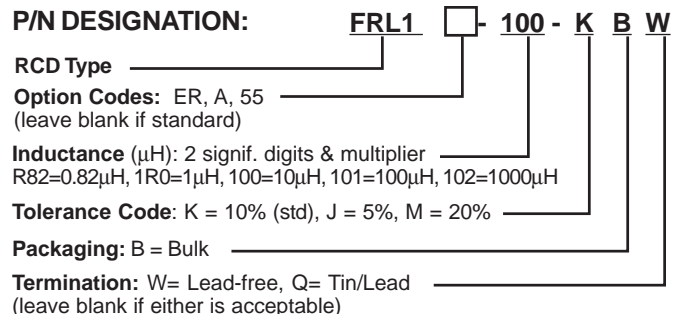 P/N DESIGNATION: FRL1 - 100 - K B W
RCD Type
Option Codes: ER, A, 55
(leave blank if standard)
Inductance (µH): 2 signif. digits & multiplier
R82=0.82µH, 1R0=1µH, 100=10µH, 101=100µH, 102=1000µH
Tolerance Code: K = 10% (std), J = 5%, M = 20%
Packaging: B = Bulk
Termination: W= Lead-free, Q= Tin/Lead
(leave blank if either is acceptable)